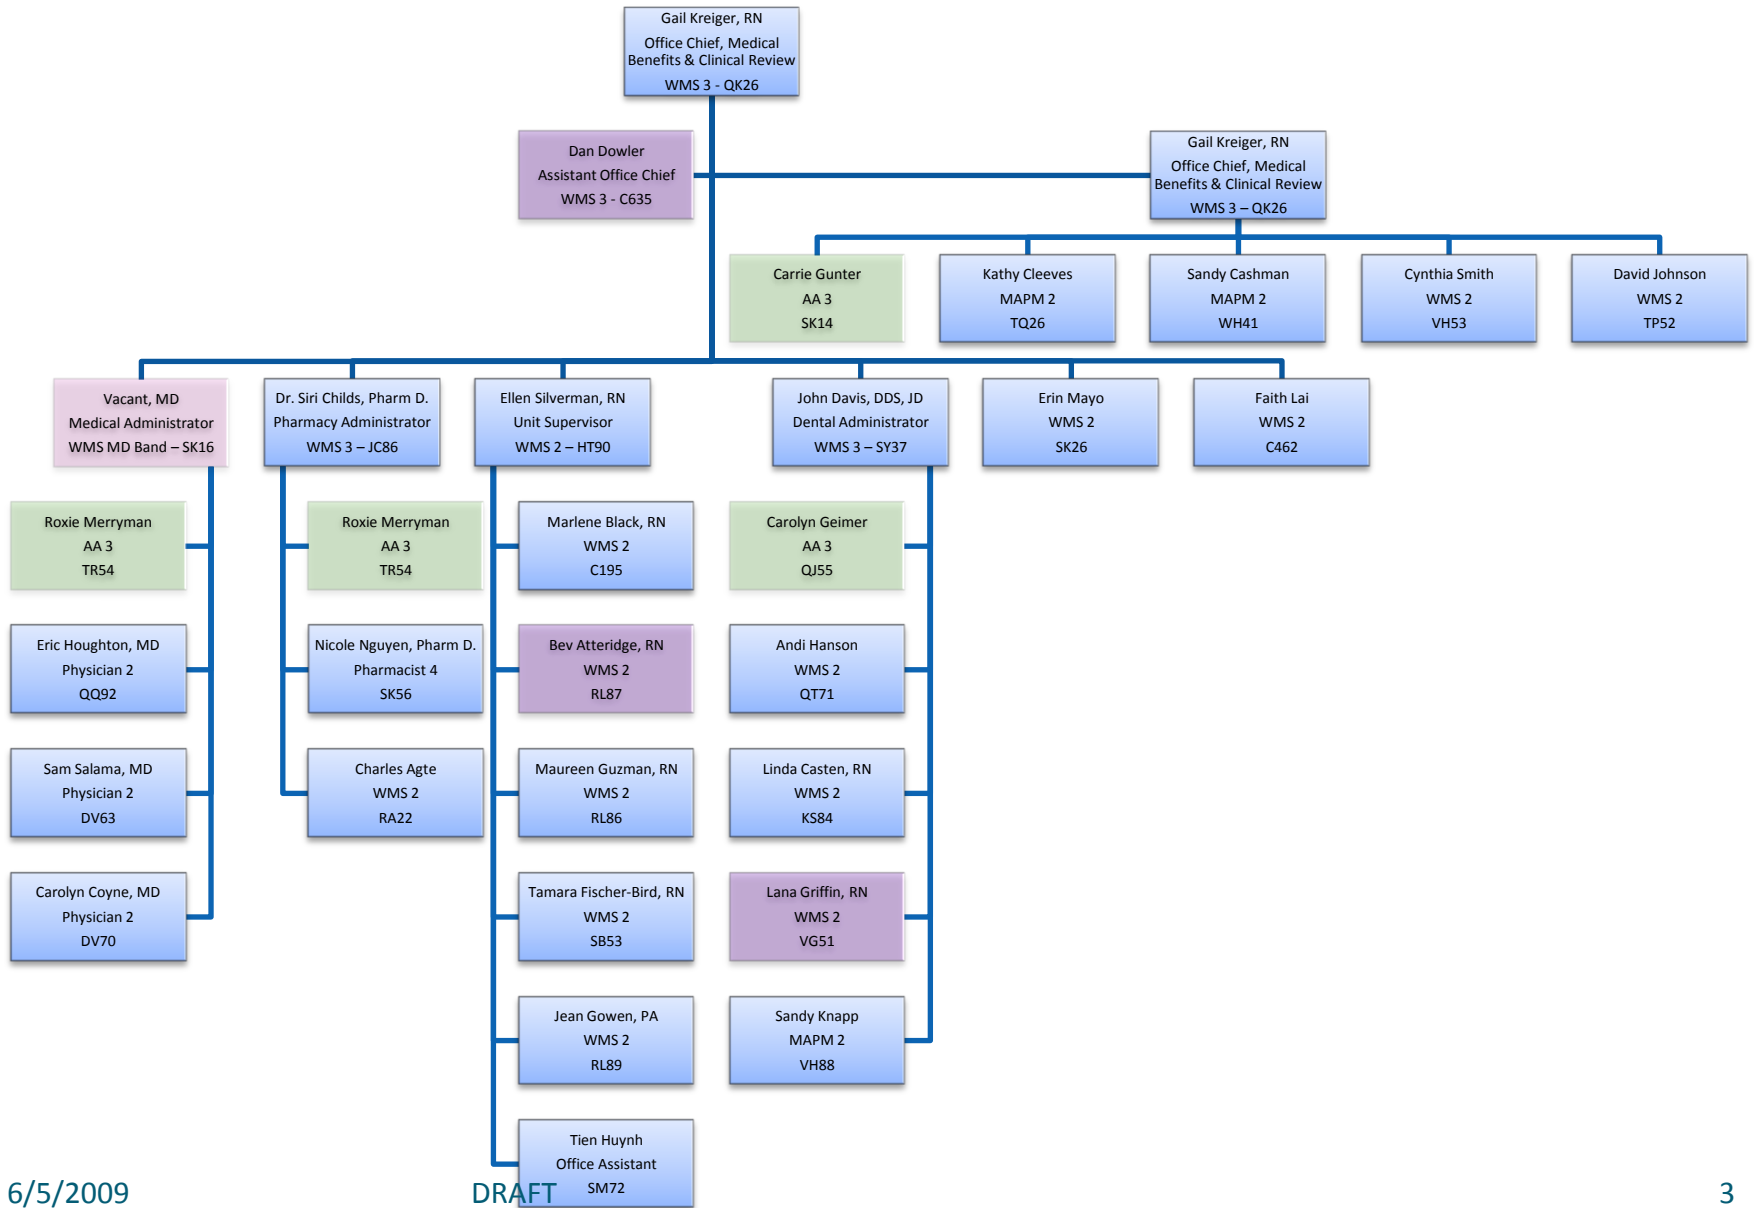 Gail Kreiger, RN
Office Chief, Medical
Benefits & Clinical Review
WMS 3 - QK26
Dan Dowler
Assistant Office Chief
WMS 3 - C635
Gail Kreiger, RN
Office Chief, Medical
Benefits & Clinical Review
WMS 3 – QK26
Carrie Gunter
AA 3
SK14
Kathy Cleeves
MAPM 2
TQ26
Sandy Cashman
MAPM 2
WH41
Cynthia Smith
WMS 2
VH53
David Johnson
WMS 2
TP52
Vacant, MD
Medical Administrator
WMS MD Band – SK16
Dr. Siri Childs, Pharm D.
Pharmacy Administrator
WMS 3 – JC86
Ellen Silverman, RN
Unit Supervisor
WMS 2 – HT90
John Davis, DDS, JD
Dental Administrator
WMS 3 – SY37
Erin Mayo
WMS 2
SK26
Faith Lai
WMS 2
C462
Roxie Merryman
AA 3
TR54
Eric Houghton, MD
Physician 2
QQ92
Sam Salama, MD
Physician 2
DV63
Carolyn Coyne, MD
Physician 2
DV70
Roxie Merryman
AA 3
TR54
Nicole Nguyen, Pharm D.
Pharmacist 4
SK56
Charles Agte
WMS 2
RA22
Marlene Black, RN
WMS 2
C195
Bev Atteridge, RN
WMS 2
RL87
Maureen Guzman, RN
WMS 2
RL86
Tamara Fischer-Bird, RN
WMS 2
SB53
Jean Gowen, PA
WMS 2
RL89
Tien Huynh
Office Assistant
SM72
Carolyn Geimer
AA 3
QJ55
Andi Hanson
WMS 2
QT71
Linda Casten, RN
WMS 2
KS84
Lana Griffin, RN
WMS 2
VG51
Sandy Knapp
MAPM 2
VH88
6/5/2009
DRAFT
3